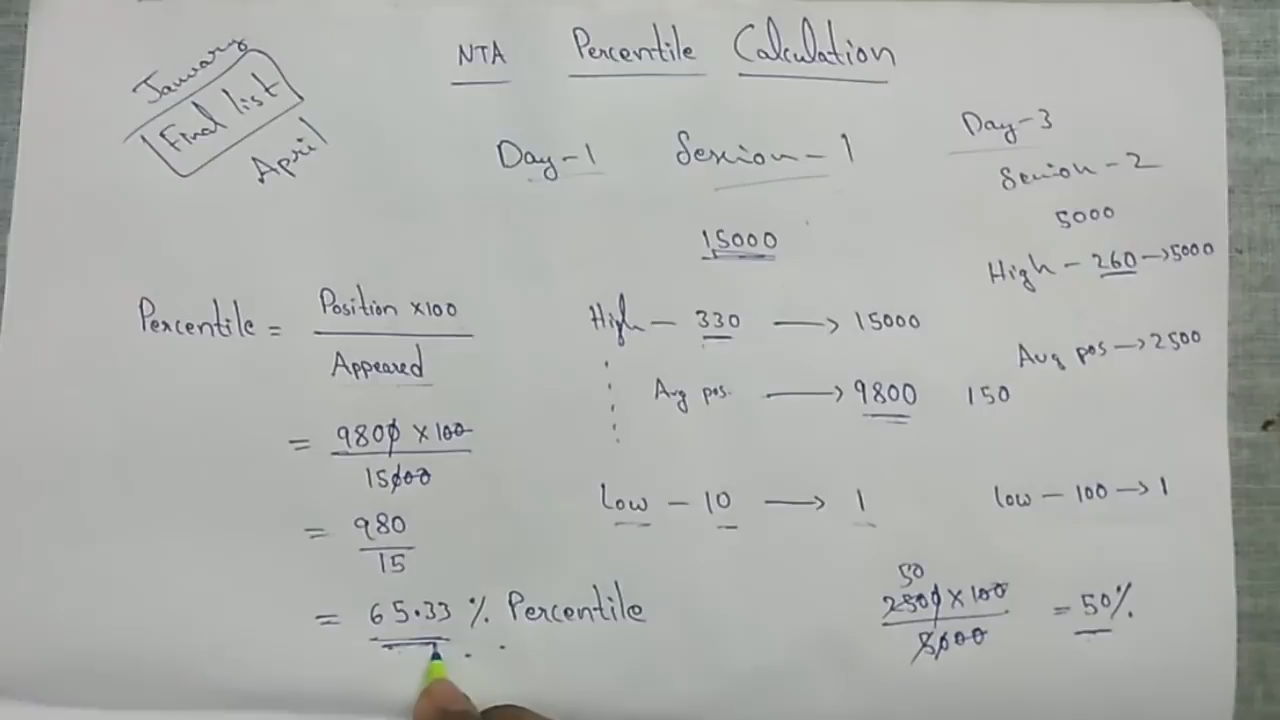 NTA Percentile Calculation
January
Final list
April
Day-1 Session-1
15000
Percentile = Position x100 / Appeared
= 9800 x 100 / 15000
= 980 / 15
= 65.33 % Percentile
High - 330 → 15000
Avg pos. → 9800 150
Low - 10 → 1
Day-3
Session-2
5000
High - 260 → 5000
Avg pos → 2500
Low - 100 → 1
50
2500 x 100 / 5000 = 50%